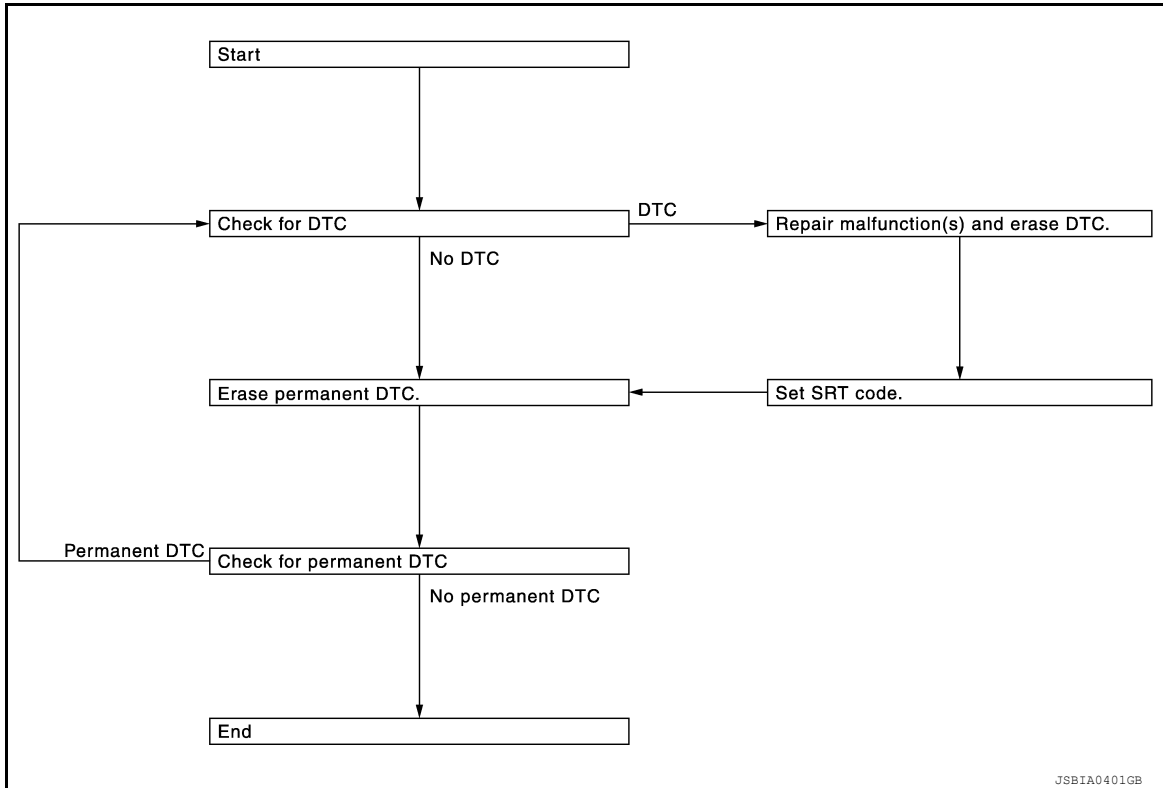 Start
Check for DTC
DTC
Repair malfunction(s) and erase DTC.
No DTC
Erase permanent DTC.
Set SRT code.
Permanent DTC
Check for permanent DTC
No permanent DTC
End
JSBIA0401GB